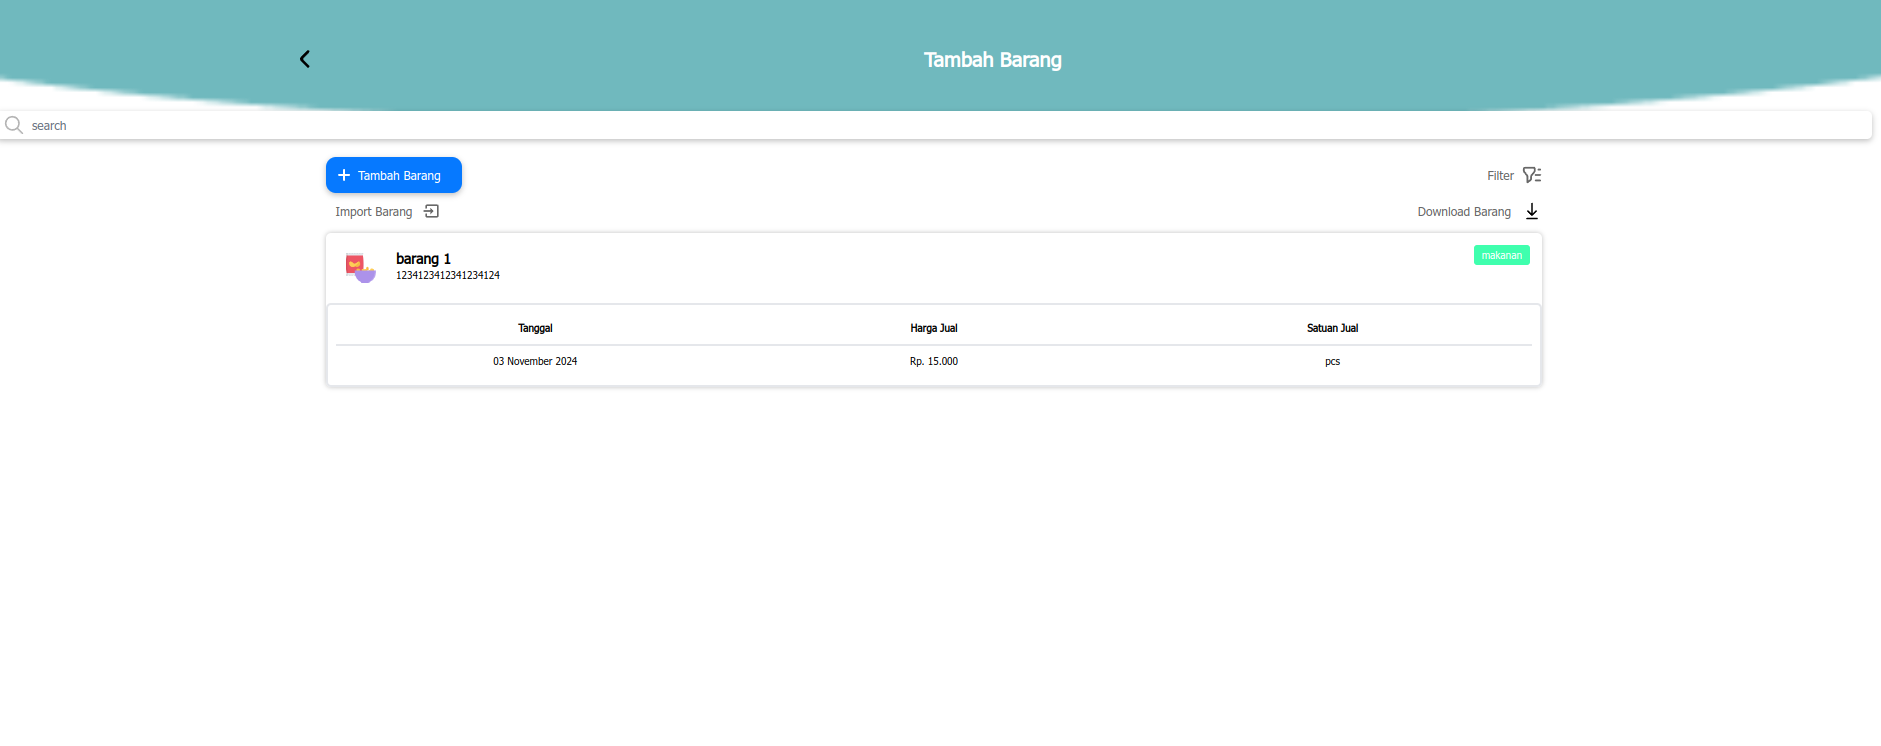 Tambah Barang
search
Tambah Barang
Filter
Import Barang
Download Barang
barang 1
1234123412341234124
makanan
Tanggal Harga Jual Satuan Jual
03 November 2024 Rp. 15.000 pcs